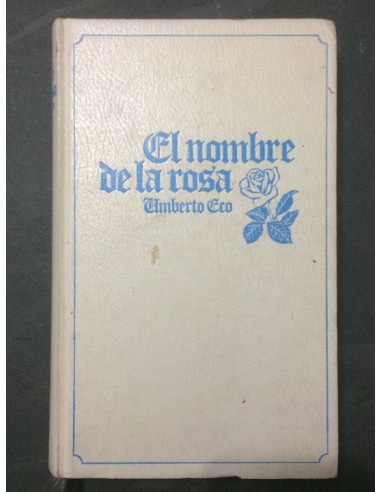 El nombre
de la rosa
Umberto Eco